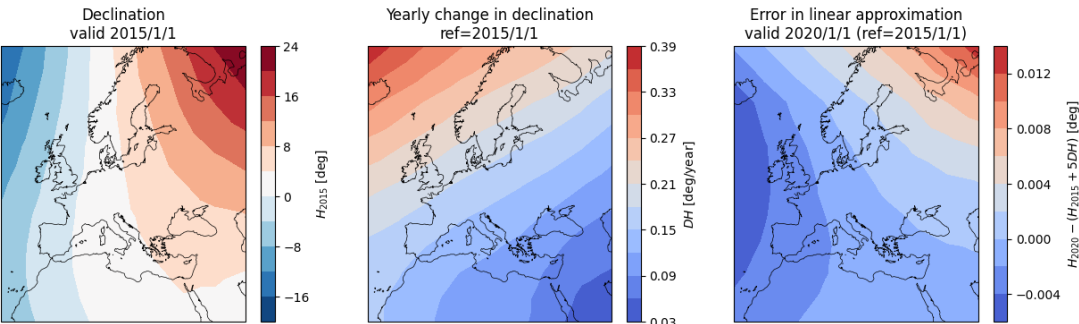 Declination
valid 2015/1/1
24
16
8
0
−8
−16
H2015 [deg]
Yearly change in declination
ref=2015/1/1
0.39
0.33
0.27
0.21
0.15
0.09
0.03
DH [deg/year]
Error in linear approximation
valid 2020/1/1 (ref=2015/1/1)
0.012
0.008
0.004
0.000
−0.004
H2020 − (H2015 + 5DH) [deg]